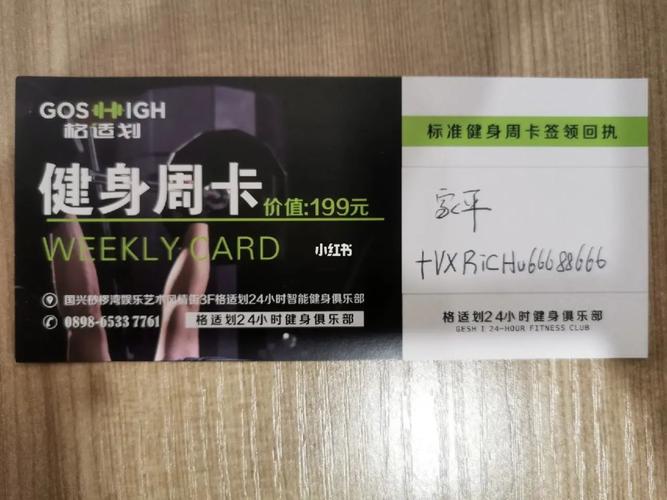 GOSHIGH
格适划
健身周卡
价值:199元
WEEKLY CARD
小红书
国兴椤椤湾娱乐艺术风情街3F格适划24小时智能健身俱乐部
0898-6533 7761
格适划24小时健身俱乐部
标准健身周卡签领回执
家平
+VXRiCHu66688666
格适划24小时健身俱乐部
GESH I 24-HOUR FITNESS CLUB